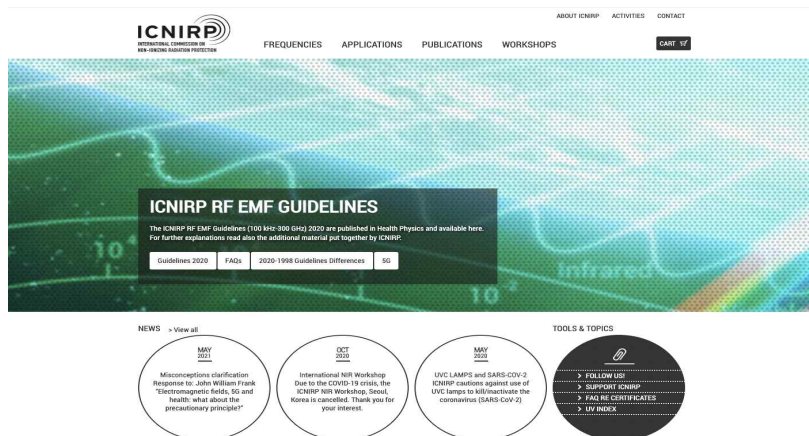 ABOUT ICNIRP ACTIVITIES CONTACT
ICNIRP
INTERNATIONAL COMMISSION ON
NON-IONIZING RADIATION PROTECTION
FREQUENCIES APPLICATIONS PUBLICATIONS WORKSHOPS
CART
ICNIRP RF EMF GUIDELINES
The ICNIRP RF EMF Guidelines (100 kHz-300 GHz) 2020 are published in Health Physics and available here.
For further explanations read also the additional material put together by ICNIRP.
Guidelines 2020 FAQs 2020-1998 Guidelines Differences 5G
10 4
Infrared
10 -2
NEWS > View all
MAY
2021
Misconceptions clarification
Response to: John William Frank
"Electromagnetic fields, 5G and
health: what about the
precautionary principle?"
OCT
2020
International NIR Workshop
Due to the COVID-19 crisis, the
ICNIRP NIR Workshop, Seoul,
Korea is cancelled. Thank you for
your interest.
MAY
2020
UVC LAMPS and SARS-COV-2
ICNIRP cautions against use of
UVC lamps to kill/inactivate the
coronavirus (SARS-CoV-2)
TOOLS & TOPICS
> FOLLOW US!
> SUPPORT ICNIRP
> FAQ RE CERTIFICATES
> UV INDEX